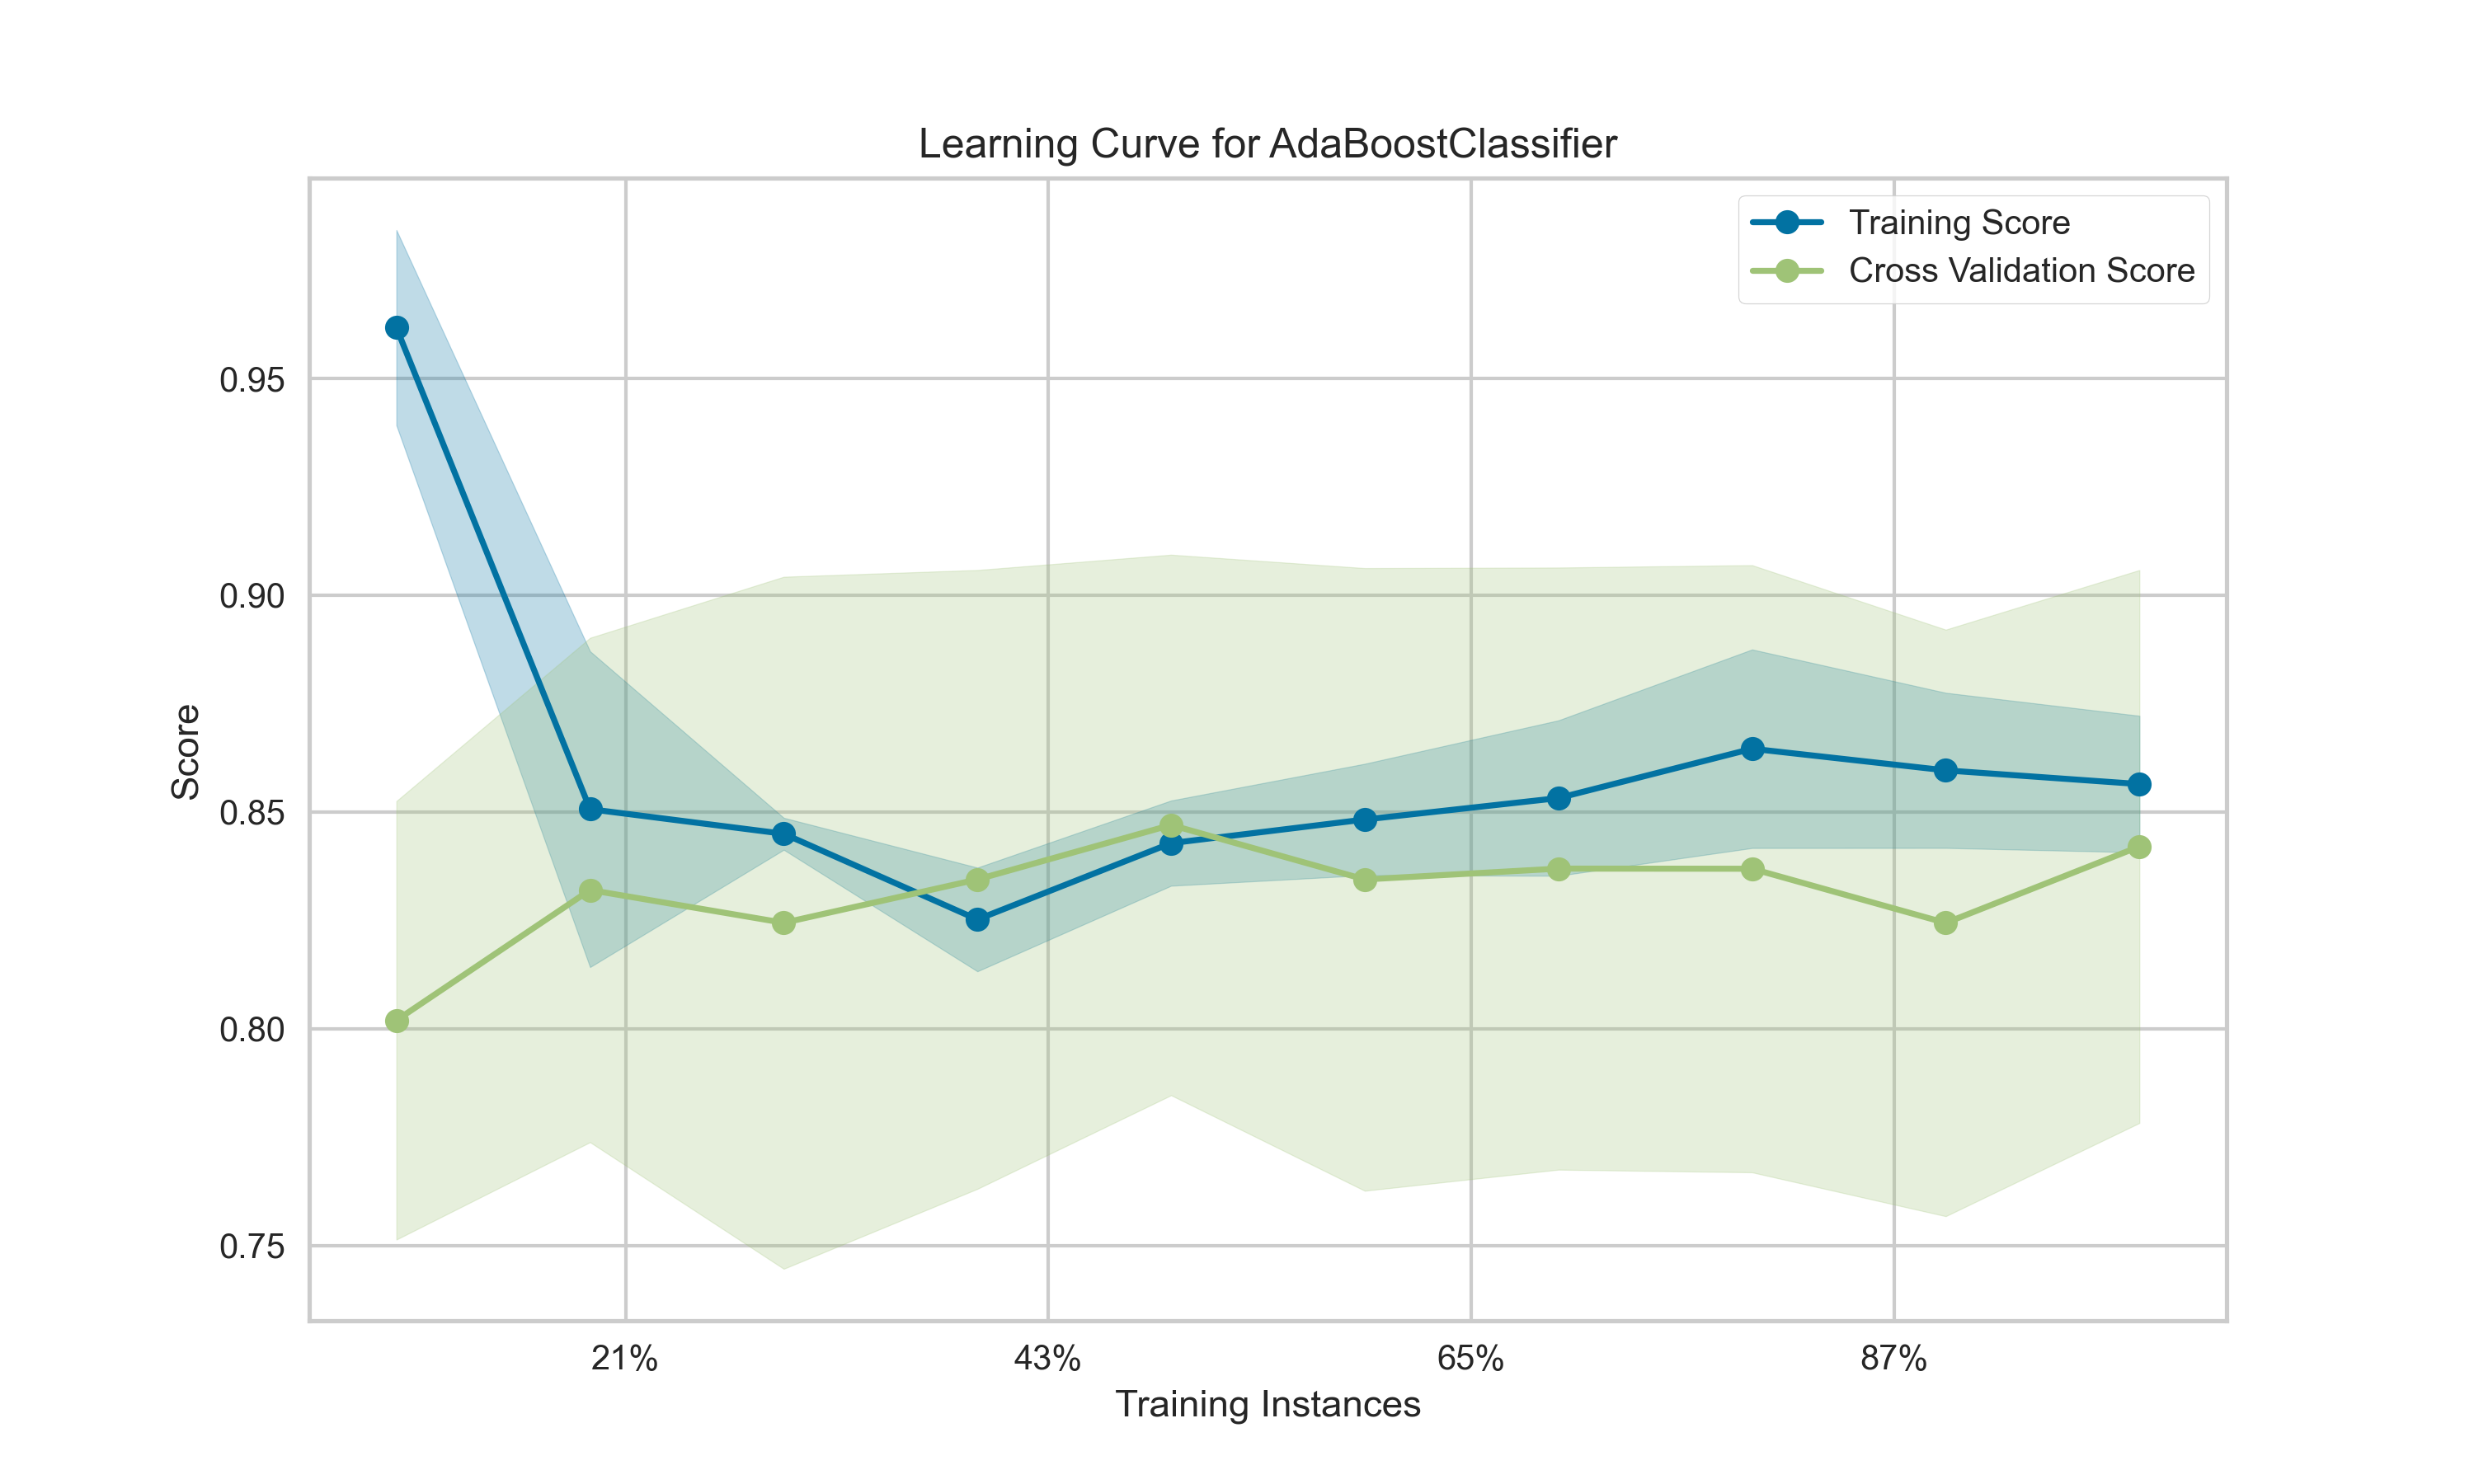 Learning Curve for AdaBoostClassifier
Training Score
Cross Validation Score
0.95
0.90
0.85
0.80
0.75
Score
21% 43% 65% 87%
Training Instances